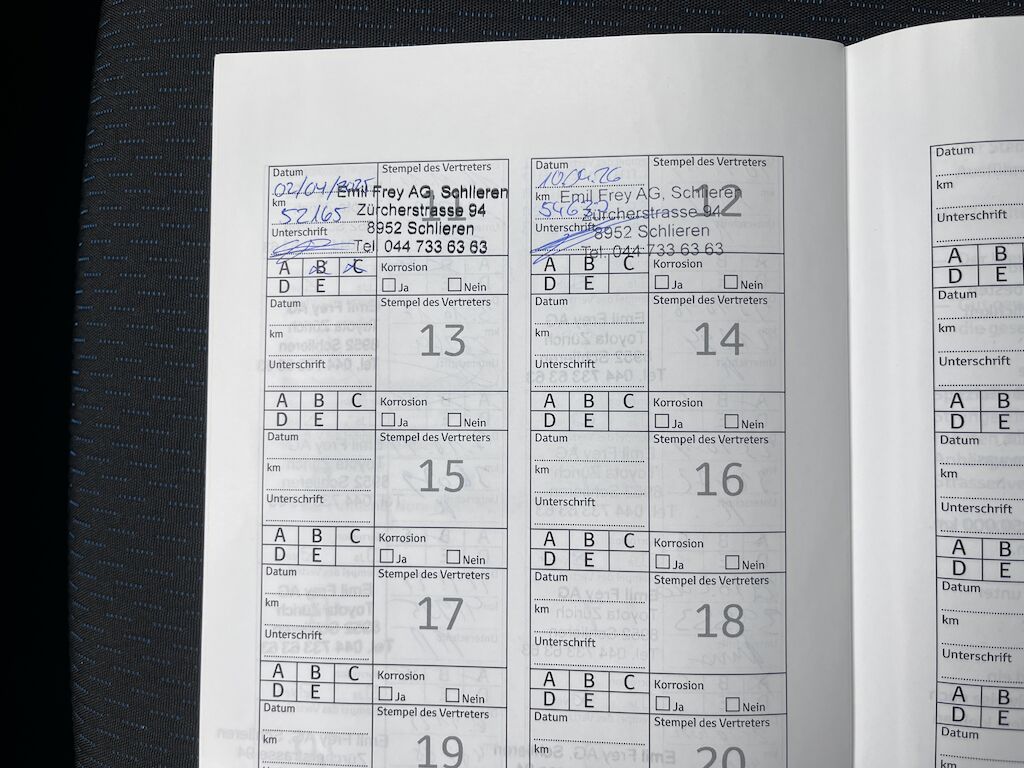 Datum
Stempel des Vertreters
02/04/2025
11
Emil Frey AG, Schlieren
km
52165
Zürcherstrasse 94
8952 Schlieren
Unterschrift
Tel. 044 733 63 63
A B C
D E
Korrosion
Ja Nein
Datum
Stempel des Vertreters
10.04.26
12
Emil Frey AG, Schlieren
km
Zürcherstrasse 94
8952 Schlieren
Unterschrift
Tel. 044 733 63 63
A B C
D E
Korrosion
Ja Nein
Datum
Stempel des Vertreters
km
13
Unterschrift
A B C
D E
Korrosion
Ja Nein
Datum
Stempel des Vertreters
km
14
Unterschrift
A B C
D E
Korrosion
Ja Nein
Datum
Stempel des Vertreters
km
15
Unterschrift
A B C
D E
Korrosion
Ja Nein
Datum
Stempel des Vertreters
km
16
Unterschrift
A B C
D E
Korrosion
Ja Nein
Datum
Stempel des Vertreters
km
17
Unterschrift
A B C
D E
Korrosion
Ja Nein
Datum
Stempel des Vertreters
km
18
Unterschrift
A B C
D E
Korrosion
Ja Nein
Datum
Stempel des Vertreters
km
19
Datum
Stempel des Vertreters
km
20
Datum
km
Unterschrift
A B
D E
Datum
km
Unterschrift
A B
D E
Datum
km
Unterschrift
A B
D E
Datum
km
Unterschrift
A B
D E
Datum
km